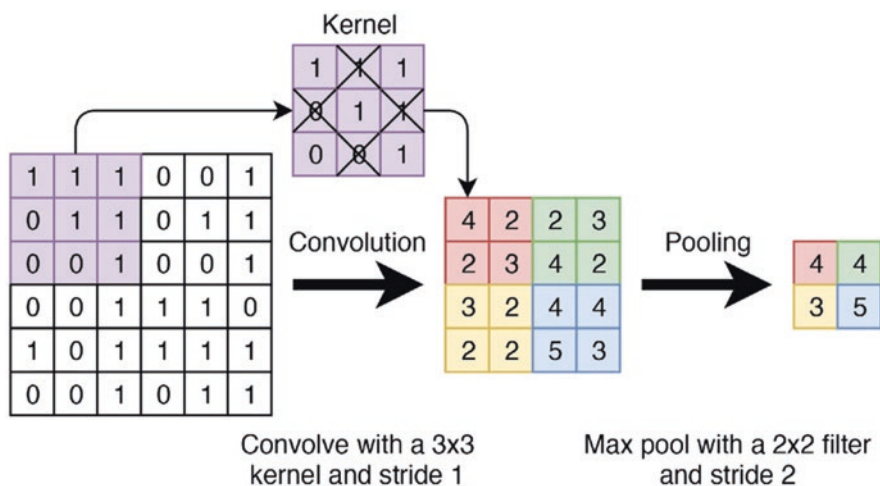 Kernel
1 1 1
0 1 1
0 0 1
1 1 1 0 0 1
0 1 1 0 1 1
0 0 1 0 0 1
0 0 1 1 1 0
1 0 1 1 1 1
0 0 1 0 1 1
Convolution
4 2 2 3
2 3 4 2
3 2 4 4
2 2 5 3
Pooling
4 4
3 5
Convolve with a 3x3
kernel and stride 1
Max pool with a 2x2 filter
and stride 2